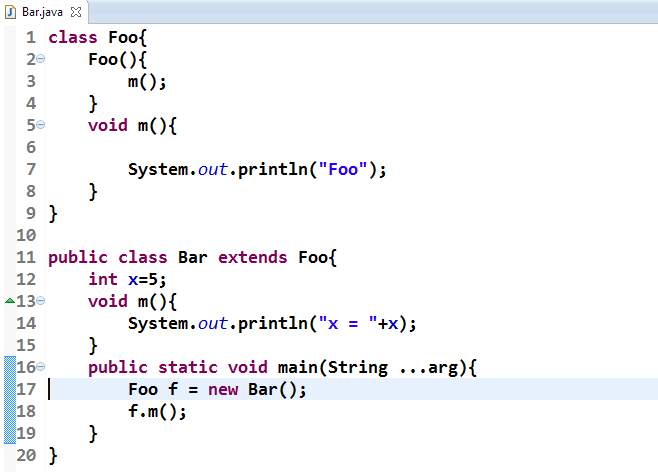 Bar.java
1 class Foo{
2 Foo(){
3 m();
4 }
5 void m(){
6
7 System.out.println("Foo");
8 }
9 }
10
11 public class Bar extends Foo{
12 int x=5;
13 void m(){
14 System.out.println("x = "+x);
15 }
16 public static void main(String ...arg){
17 Foo f = new Bar();
18 f.m();
19 }
20 }